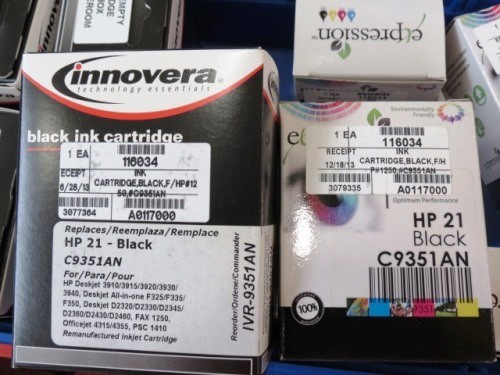 EMPTY
CARTRIDGE
BOX
innovera
technology essentials
black ink cartridge
1 EA
116034
RECEIPT
INK
6/28/13
CARTRIDGE,BLACK,F/HP#12
50,#C9351AN
3077364
A0117000
Replaces/Reemplaza/Remplace
HP 21 - Black
C9351AN
For/Para/Pour
HP Deskjet 3910/3915/3920/3930/
3940, Deskjet All-in-one F325/F335/
F350, Deskjet D2320/D2330/D2345/
D2360/D2430/D2460, FAX 1250,
Officejet 4315/4355, PSC 1410
Remanufactured Inkjet Cartridge
Reorder/Ordene/Commander
IVR-9351AN
expression
Environmentally
Friendly
1 EA
116034
RECEIPT
INK
12/18/13
CARTRIDGE,BLACK,F/H
P#1250,#C9351AN
3079335
A0117000
Optimum Performance
HP 21
Black
C9351AN
100%
C9351AN